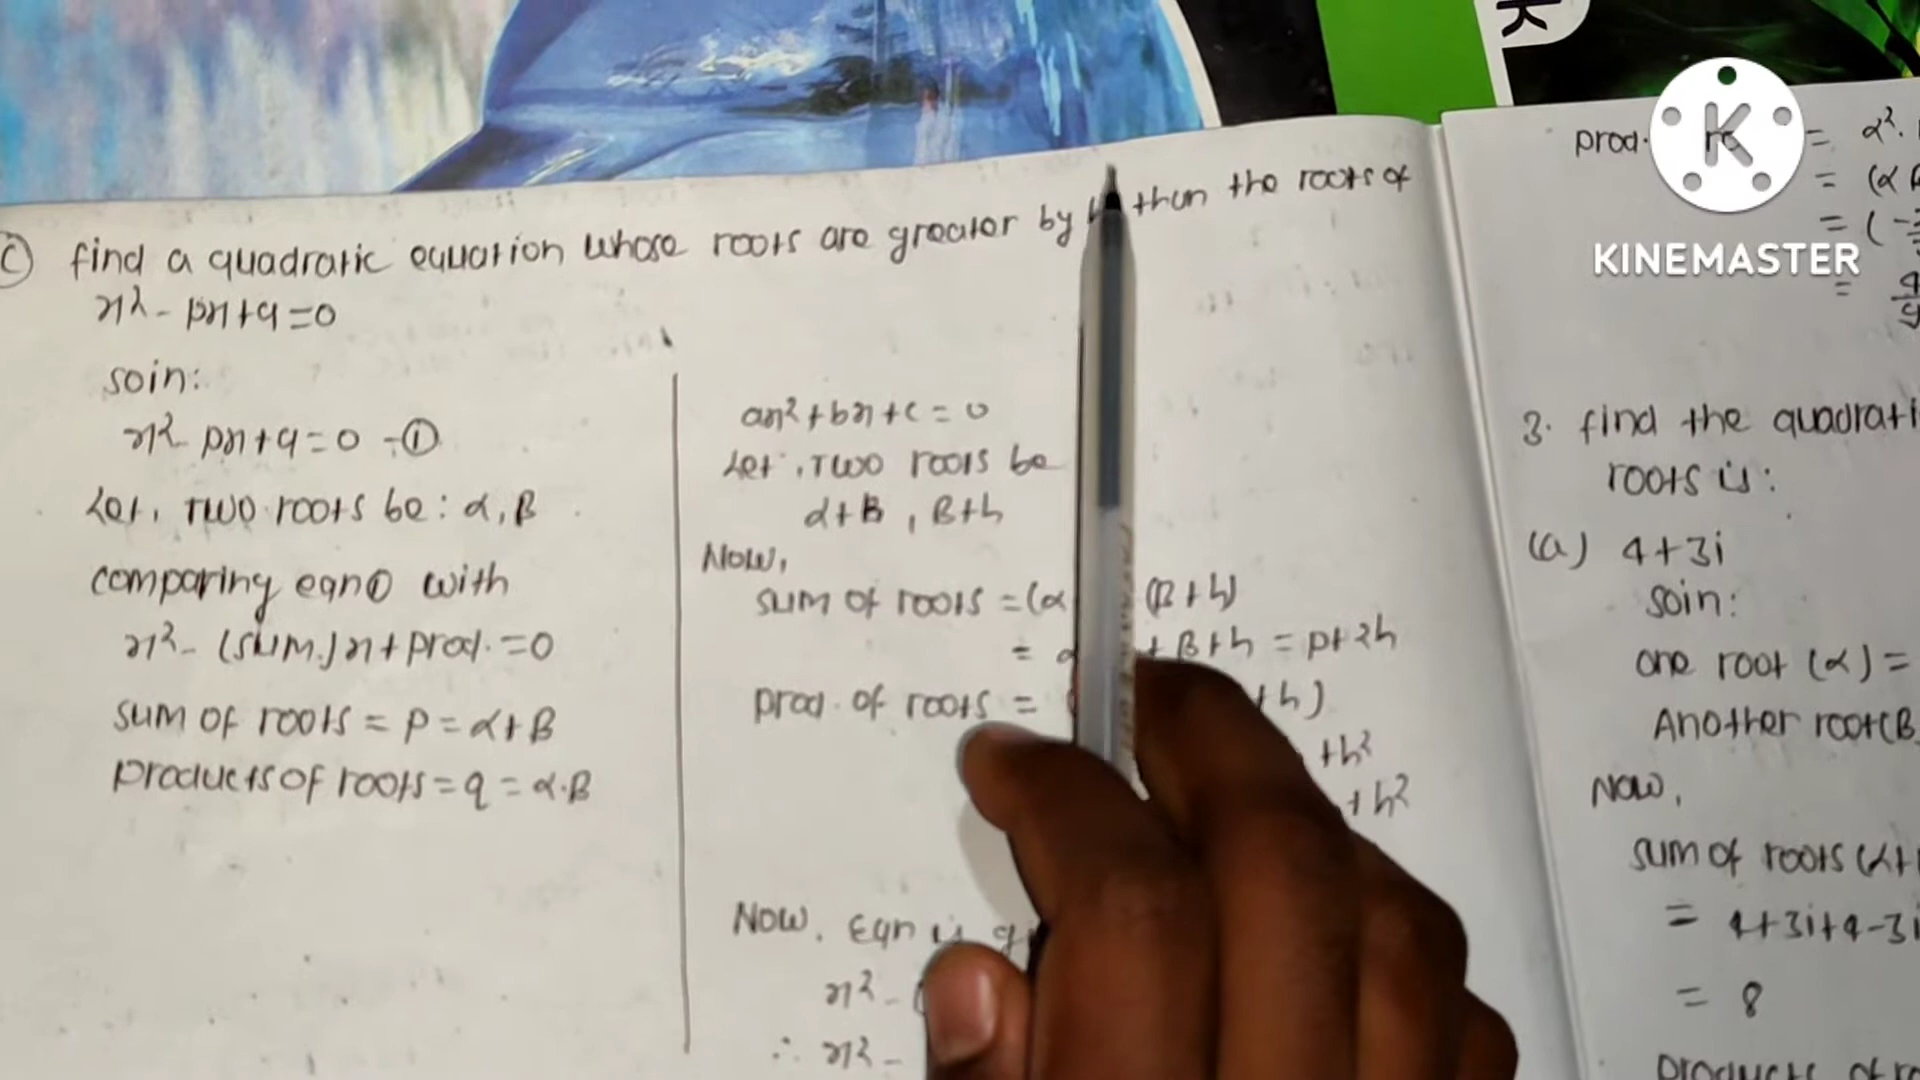 C) find a quadratic equation whose roots are greater by h than the roots of
x² - px + q = 0
soln:
x² - px + q = 0 -①
Let, Two roots be: α, β
comparing eqn① with
x² - (sum.)x + prod. = 0
sum of roots = p = α+β
products of roots = q = α.β
ax² + bx + c = 0
Let, Two roots be
α+β, β+h
Now,
sum of roots = (α (β+h)
= α + β + h = p+2h
prod. of roots = +h)
+h²
+h²
Now. Eqn is
x² -
∴ x² -
prod. = α².
= (α
= (-
=
3. find the quadrati
roots is:
(a) 4+3i
soln:
one root (α) =
Another root (β
Now,
sum of roots (α+
= 4+3i+4-3i
= 8
products of ro
K
KINEMASTER